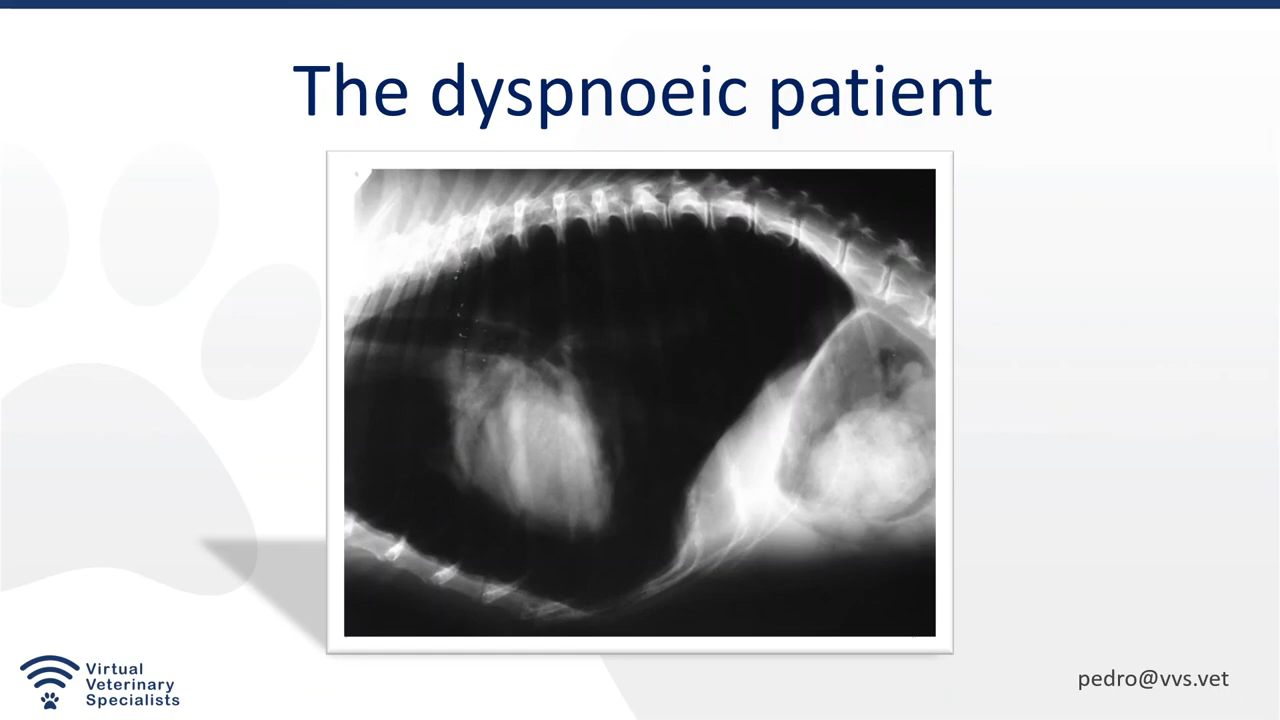 The dyspnoeic patient
Virtual
Veterinary
Specialists
pedro@vvs.vet